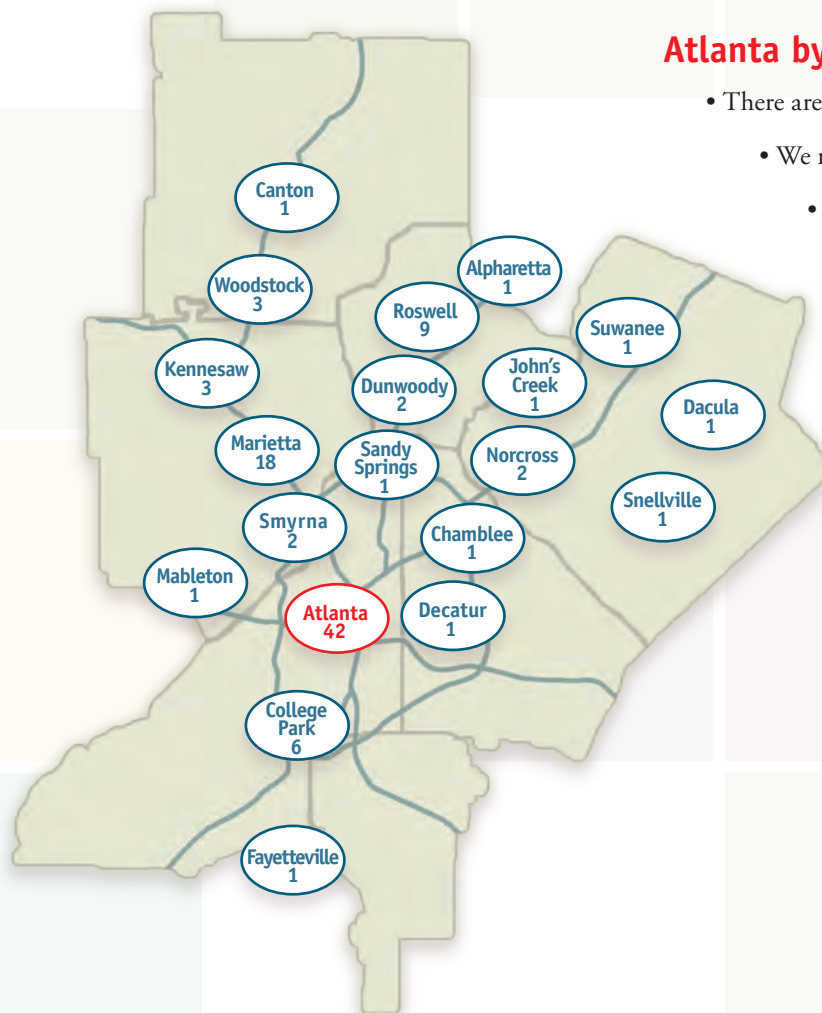 Atlanta by
• There are
• We
•
Canton
1
Woodstock
3
Alpharetta
1
Roswell
9
Suwanee
1
Kennesaw
3
Dunwoody
2
John's
Creek
1
Dacula
1
Marietta
18
Sandy
Springs
1
Norcross
2
Snellville
1
Smyrna
2
Chamblee
1
Mableton
1
Atlanta
42
Decatur
1
College
Park
6
Fayetteville
1